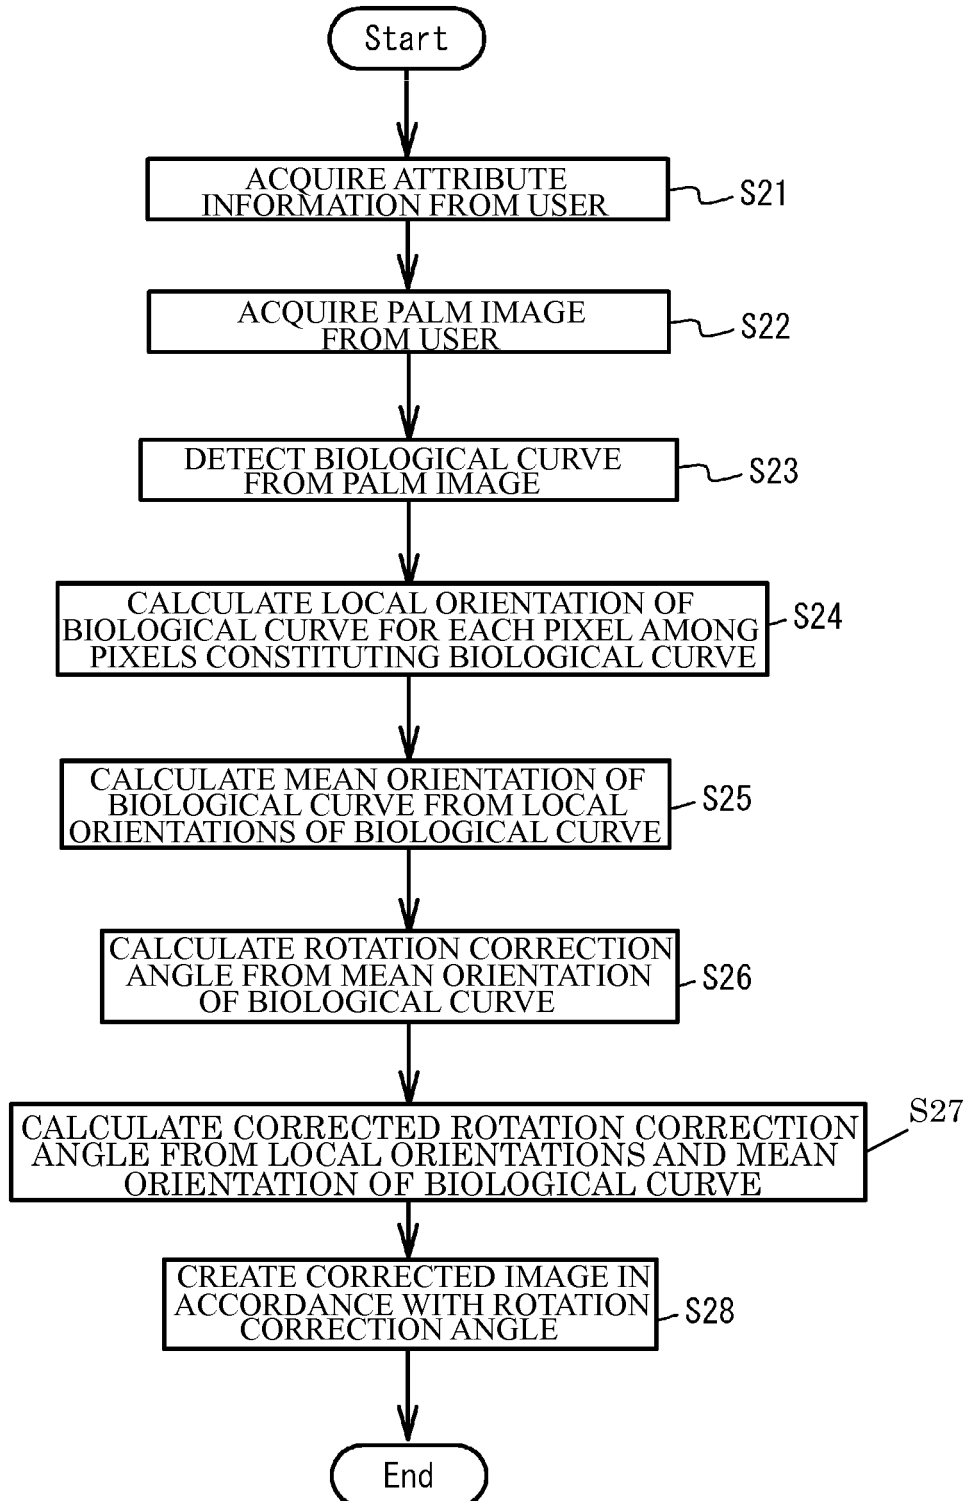 Start
ACQUIRE ATTRIBUTE
INFORMATION FROM USER
S21
ACQUIRE PALM IMAGE
FROM USER
S22
DETECT BIOLOGICAL CURVE
FROM PALM IMAGE
S23
CALCULATE LOCAL ORIENTATION OF
BIOLOGICAL CURVE FOR EACH PIXEL AMONG
PIXELS CONSTITUTING BIOLOGICAL CURVE
S24
CALCULATE MEAN ORIENTATION OF
BIOLOGICAL CURVE FROM LOCAL
ORIENTATIONS OF BIOLOGICAL CURVE
S25
CALCULATE ROTATION CORRECTION
ANGLE FROM MEAN ORIENTATION
OF BIOLOGICAL CURVE
S26
CALCULATE CORRECTED ROTATION CORRECTION
ANGLE FROM LOCAL ORIENTATIONS AND MEAN
ORIENTATION OF BIOLOGICAL CURVE
S27
CREATE CORRECTED IMAGE IN
ACCORDANCE WITH ROTATION
CORRECTION ANGLE
S28
End